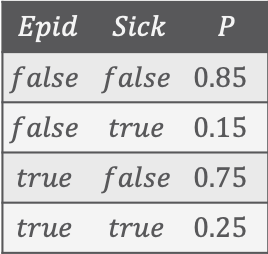 Epid Sick P
false false 0.85
false true 0.15
true false 0.75
true true 0.25